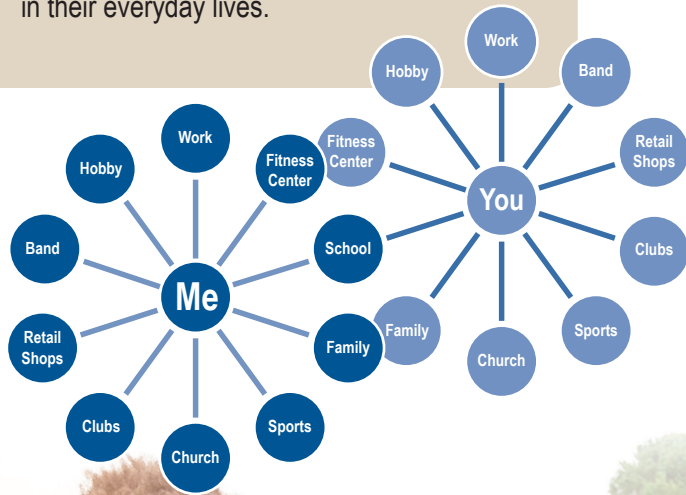 in their everyday lives.
Work
Hobby
Band
Fitness
Center
Retail
Shops
You
Clubs
Family
Sports
Church
Work
Hobby
Fitness
Center
Band
School
Me
Retail
Shops
Family
Clubs
Sports
Church